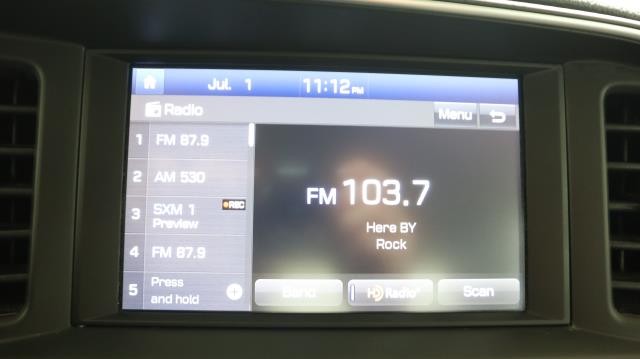 Jul. 1 11:12 PM
Radio
Menu
1 FM 87.9
2 AM 530
3 SXM 1 REC
Preview
4 FM 87.9
5 Press
and hold
FM 103.7
Here BY
Rock
Band
HD Radio
Scan